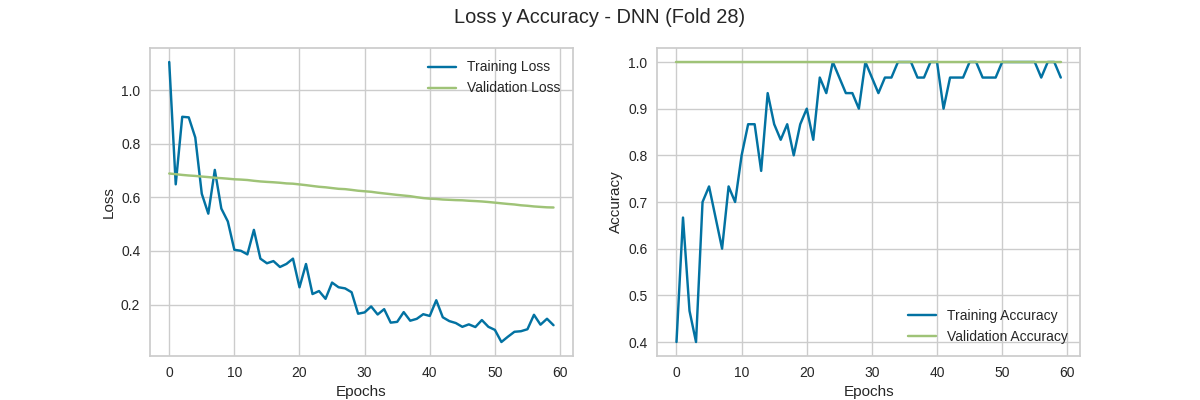 Loss y Accuracy - DNN (Fold 28)
Loss
1.0
0.8
0.6
0.4
0.2
0 10 20 30 40 50 60
Epochs
Training Loss
Validation Loss
Accuracy
1.0
0.9
0.8
0.7
0.6
0.5
0.4
0 10 20 30 40 50 60
Epochs
Training Accuracy
Validation Accuracy